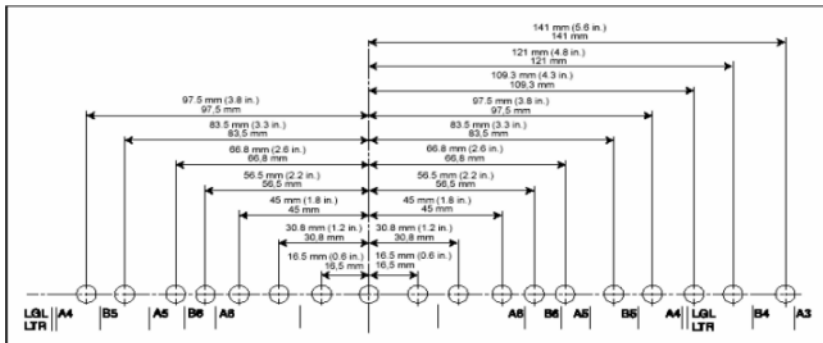 141 mm (5.6 in.)
141 mm
121 mm (4.8 in.)
121 mm
109.3 mm (4.3 in.)
109,3 mm
97.5 mm (3.8 in.)
97,5 mm
97.5 mm (3.8 in.)
97,5 mm
83.5 mm (3.3 in.)
83,5 mm
83.5 mm (3.3 in.)
83,5 mm
66.8 mm (2.6 in.)
66,8 mm
66.8 mm (2.6 in.)
66,8 mm
56.5 mm (2.2 in.)
56,5 mm
56.5 mm (2.2 in.)
56,5 mm
45 mm (1.8 in.)
45 mm
45 mm (1.8 in.)
45 mm
30.8 mm (1.2 in.)
30,8 mm
30.8 mm (1.2 in.)
30,8 mm
16.5 mm (0.6 in.)
16,5 mm
16.5 mm (0.6 in.)
16,5 mm
LGL A4 B5 A5 B6 A6 A6 B6 A5 B5 A4 LGL B4 A3
LTR LTR